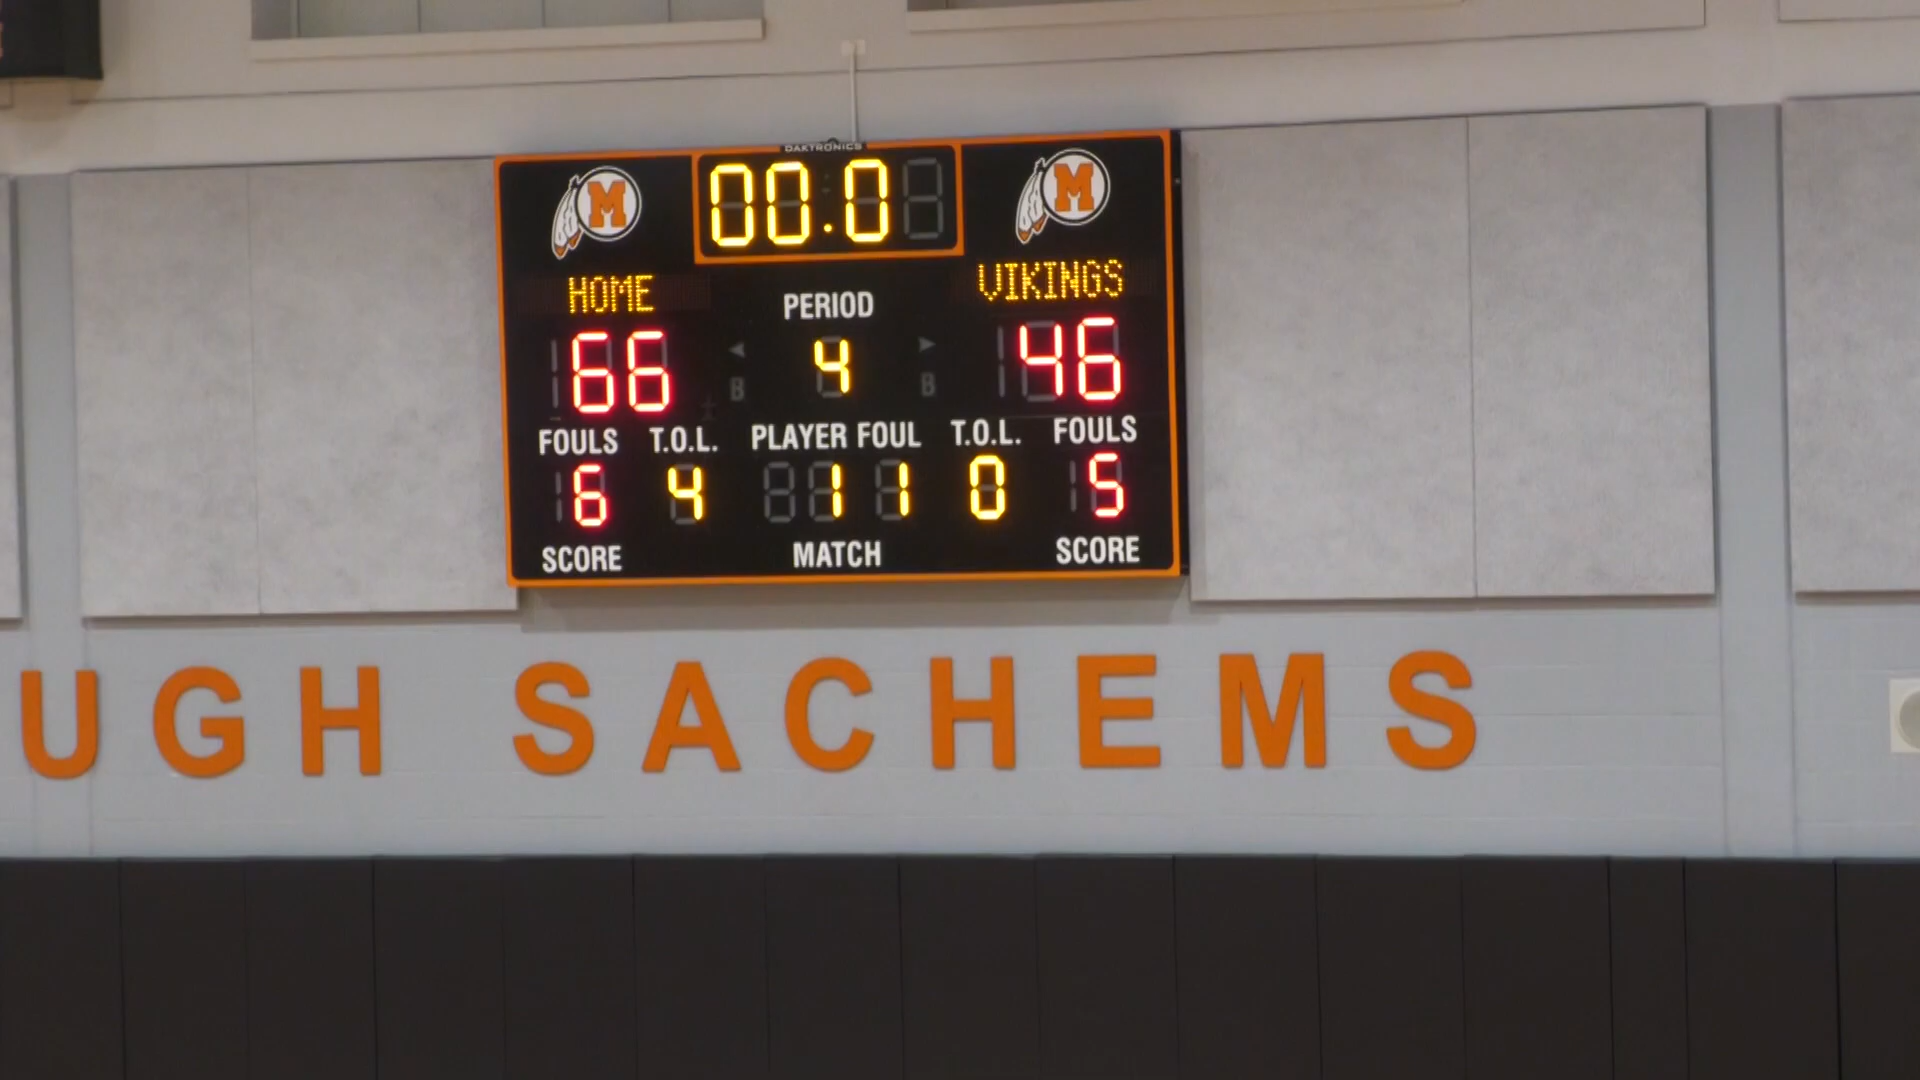 DAKTRONICS
M 00.0 M
HOME PERIOD VIKINGS
66 4 46
B B
FOULS T.O.L. PLAYER FOUL T.O.L. FOULS
6 4 1 1 0 5
SCORE MATCH SCORE
UGH SACHEMS